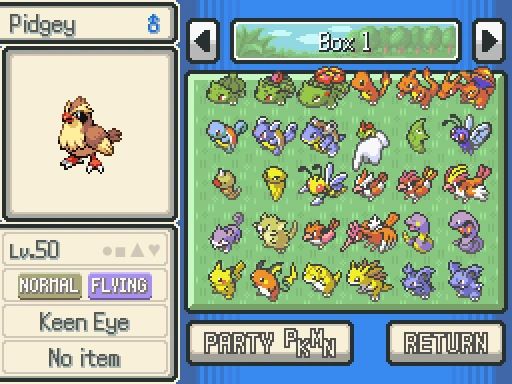 Pidgey
Box 1
Lv.50
NORMAL FLYING
Keen Eye
No item
PARTY PKMN
RETURN